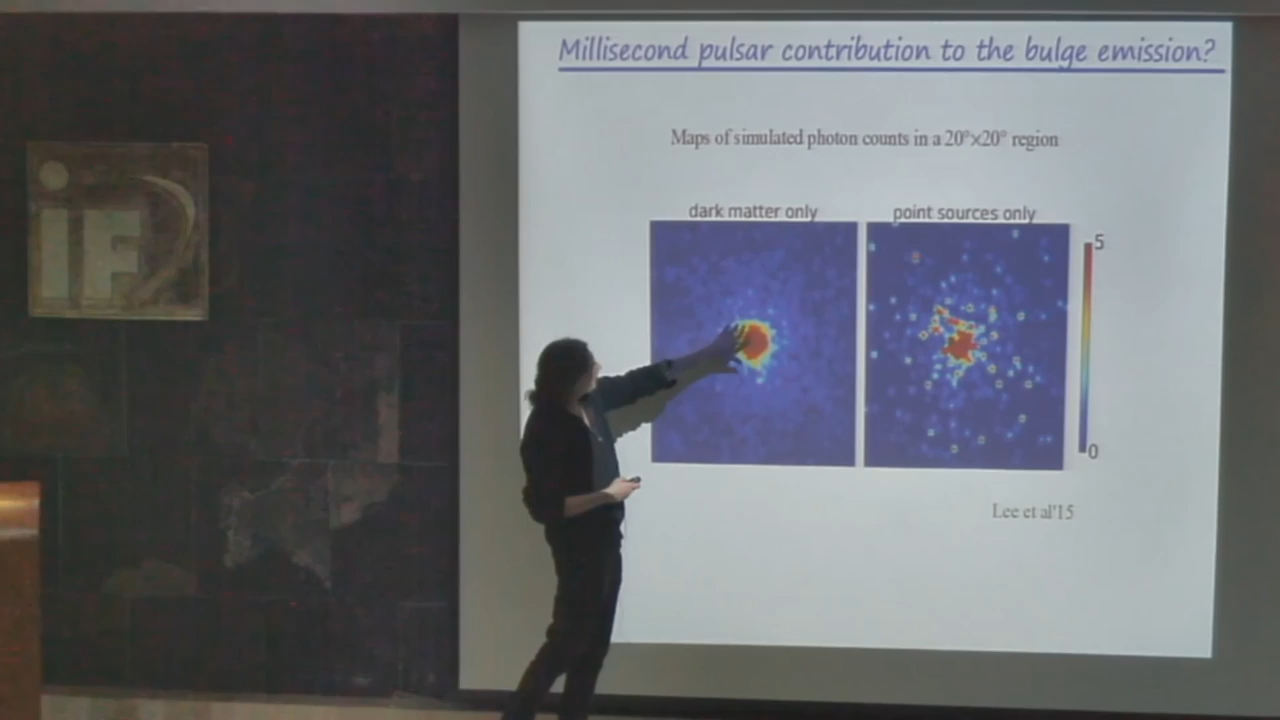 Millisecond pulsar contribution to the bulge emission?
Maps of simulated photon counts in a 20°×20° region
dark matter only
point sources only
5
0
Lee et al'15
iF